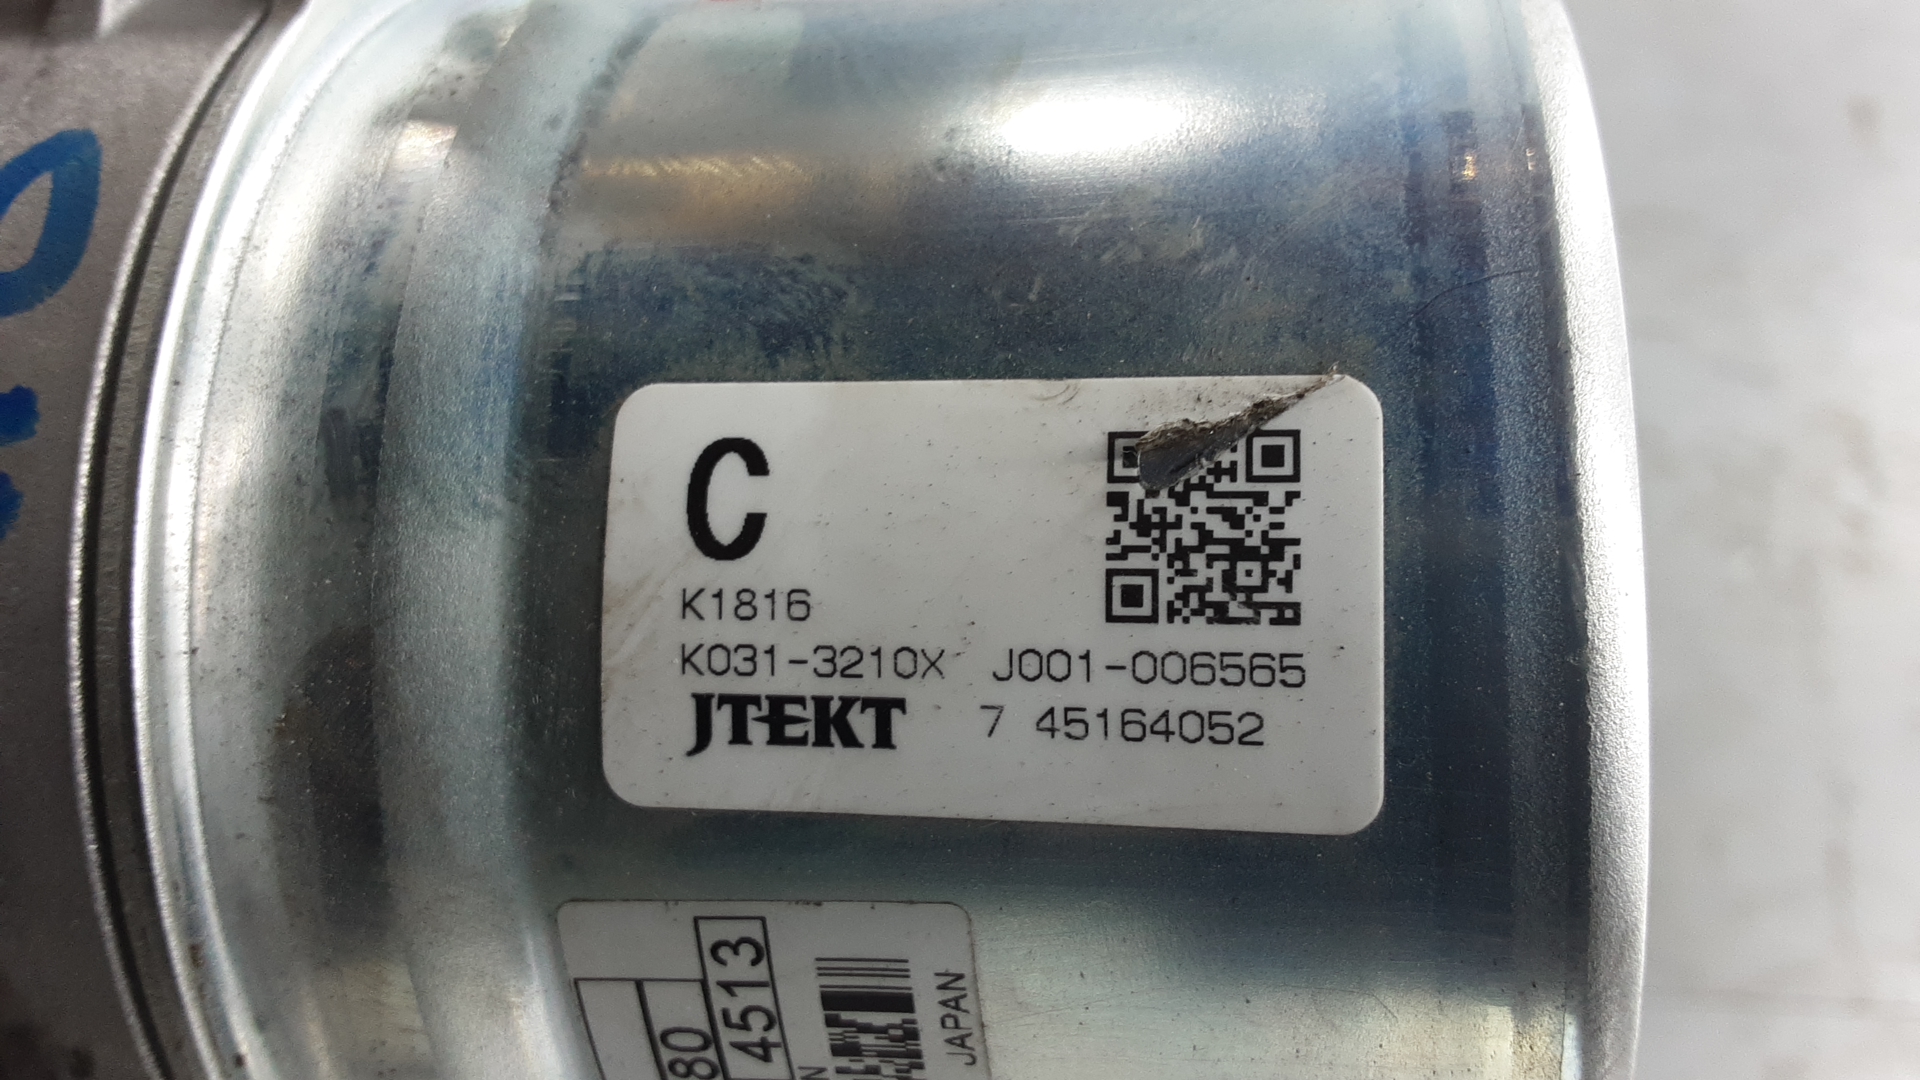 C
K1816
K031-3210X J001-006565
JTEKT 7 45164052
4513
80
JAPAN